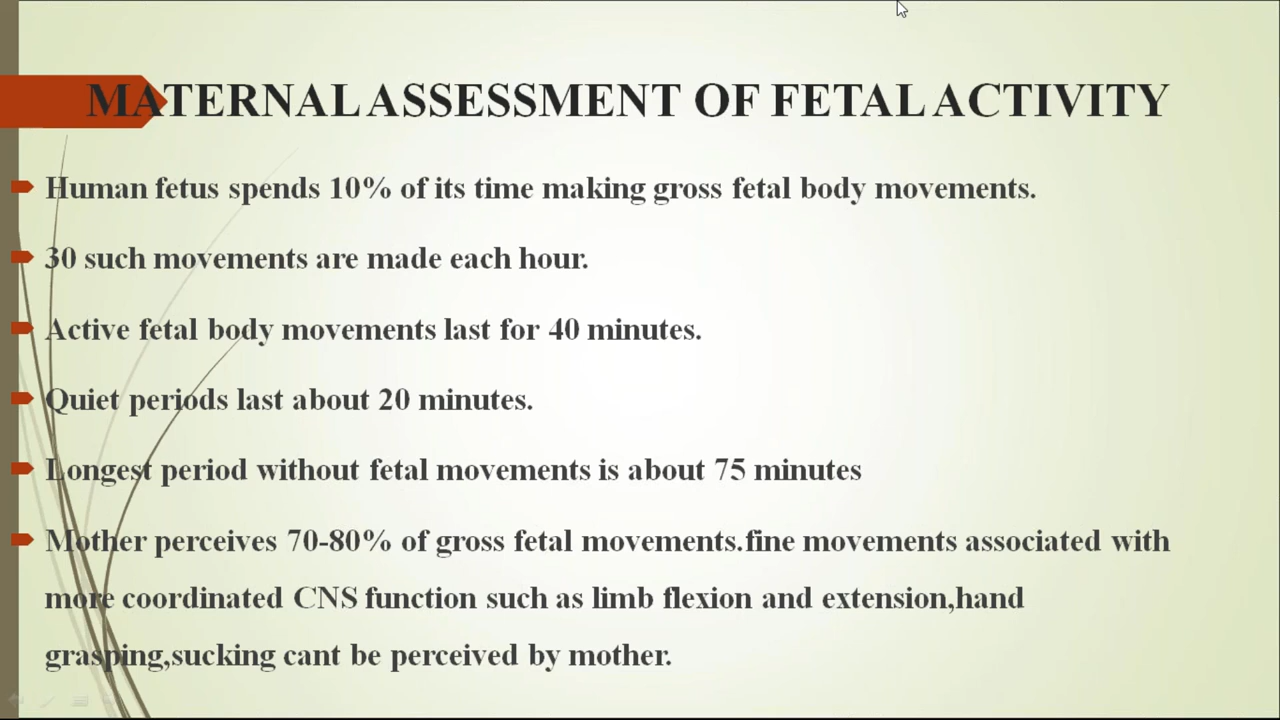 MATERNAL ASSESSMENT OF FETAL ACTIVITY
Human fetus spends 10% of its time making gross fetal body movements.
30 such movements are made each hour.
Active fetal body movements last for 40 minutes.
Quiet periods last about 20 minutes.
Longest period without fetal movements is about 75 minutes
Mother perceives 70-80% of gross fetal movements.fine movements associated with
more coordinated CNS function such as limb flexion and extension,hand
grasping,sucking cant be perceived by mother.